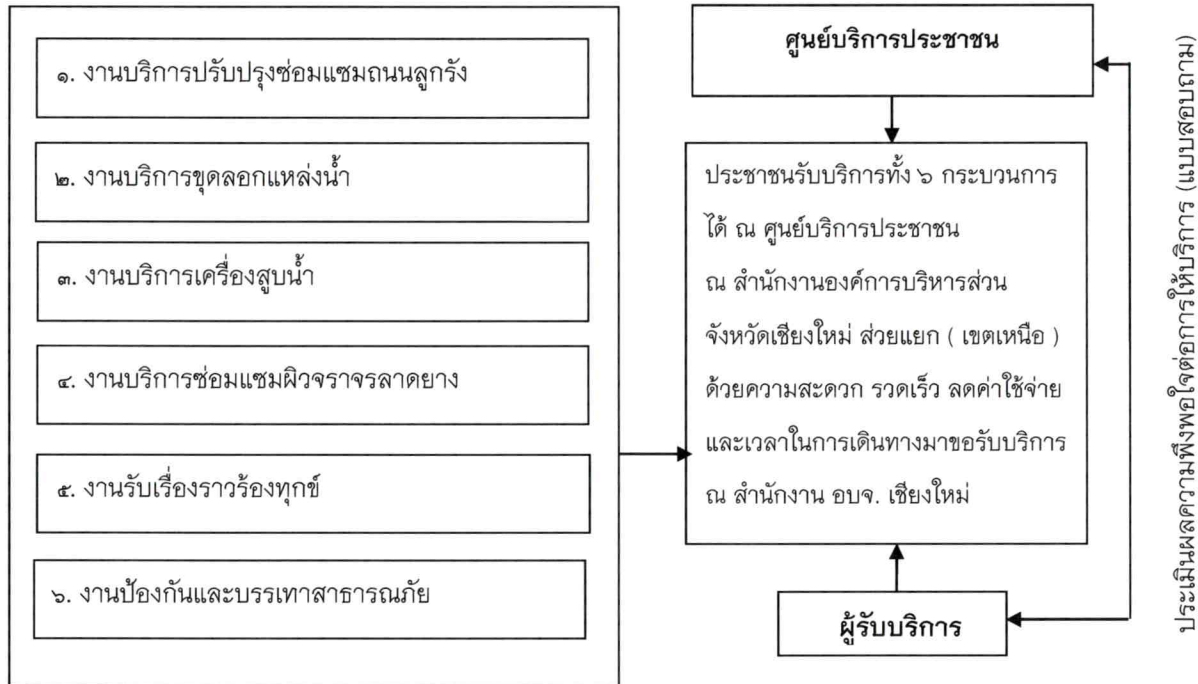 ๑. งานบริการปรับปรุงซ่อมแซมถนนลูกรัง
๒. งานบริการขุดลอกแหล่งน้ำ
๓. งานบริการเครื่องสูบน้ำ
๔. งานบริการซ่อมแซมผิวจราจรลาดยาง
๕. งานรับเรื่องราวร้องทุกข์
๖. งานป้องกันและบรรเทาสาธารณภัย
ศูนย์บริการประชาชน
ประชาชนรับบริการทั้ง ๖ กระบวนการ
ได้ ณ ศูนย์บริการประชาชน
ณ สำนักงานองค์การบริหารส่วน
จังหวัดเชียงใหม่ ส่วยแยก ( เขตเหนือ )
ด้วยความสะดวก รวดเร็ว ลดค่าใช้จ่าย
และเวลาในการเดินทางมาขอรับบริการ
ณ สำนักงาน อบจ. เชียงใหม่
ผู้รับบริการ
ประเมินผลความพึงพอใจต่อการให้บริการ (แบบสอบถาม)